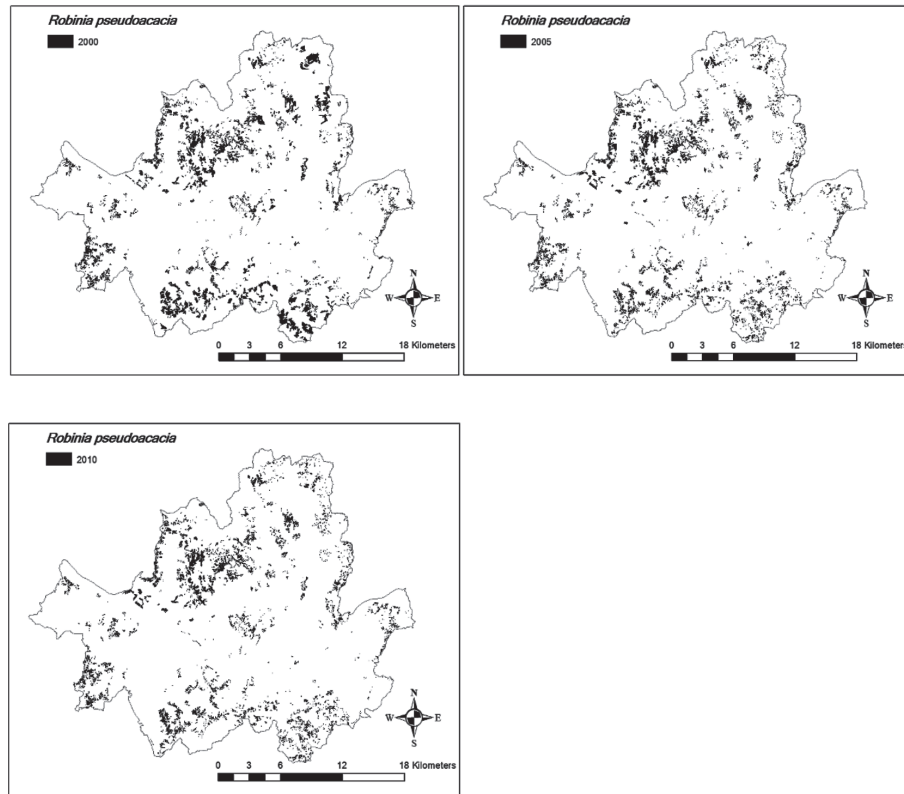 Robinia pseudoacacia
2000
N
W E
S
0 3 6 12 18 Kilometers
Robinia pseudoacacia
2005
N
W E
S
0 3 6 12 18 Kilometers
Robinia pseudoacacia
2010
N
W E
S
0 3 6 12 18 Kilometers